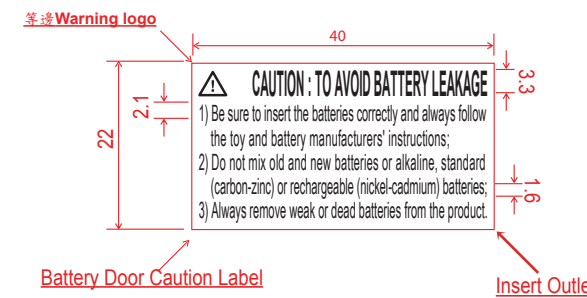 等邊Warning logo
40
CAUTION : TO AVOID BATTERY LEAKAGE
3.3
2.1
22
1) Be sure to insert the batteries correctly and always follow
the toy and battery manufacturers' instructions;
2) Do not mix old and new batteries or alkaline, standard
(carbon-zinc) or rechargeable (nickel-cadmium) batteries;
1.6
3) Always remove weak or dead batteries from the product.
Battery Door Caution Label
Insert Outle